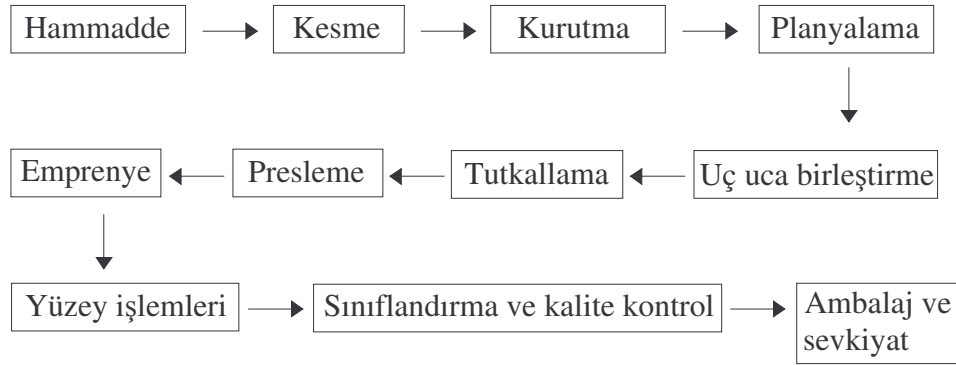 Hammadde
Kesme
Kurutma
Planyalama
Uç uca birleştirme
Tutkallama
Presleme
Emprenye
Yüzey işlemleri
Sınıflandırma ve kalite kontrol
Ambalaj ve
sevkiyat